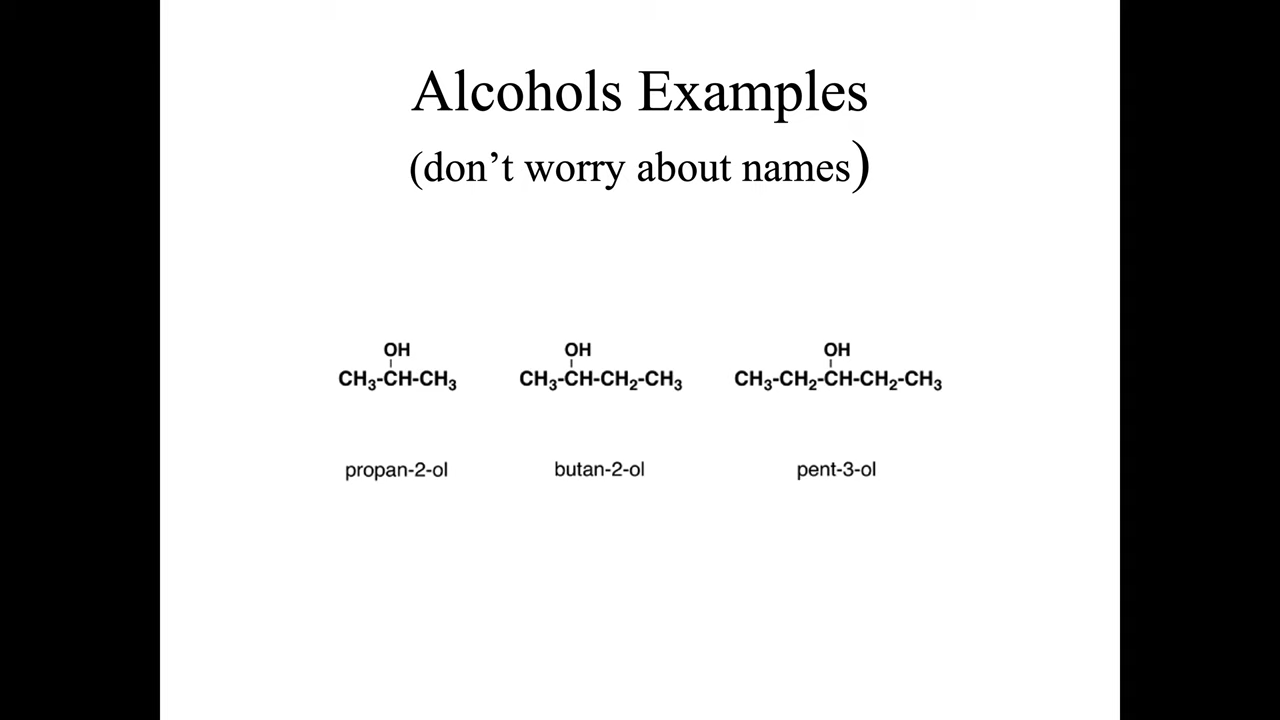 Alcohols Examples
(don’t worry about names)
OH OH OH
CH₃-CH-CH₃ CH₃-CH-CH₂-CH₃ CH₃-CH₂-CH-CH₂-CH₃
propan-2-ol butan-2-ol pent-3-ol